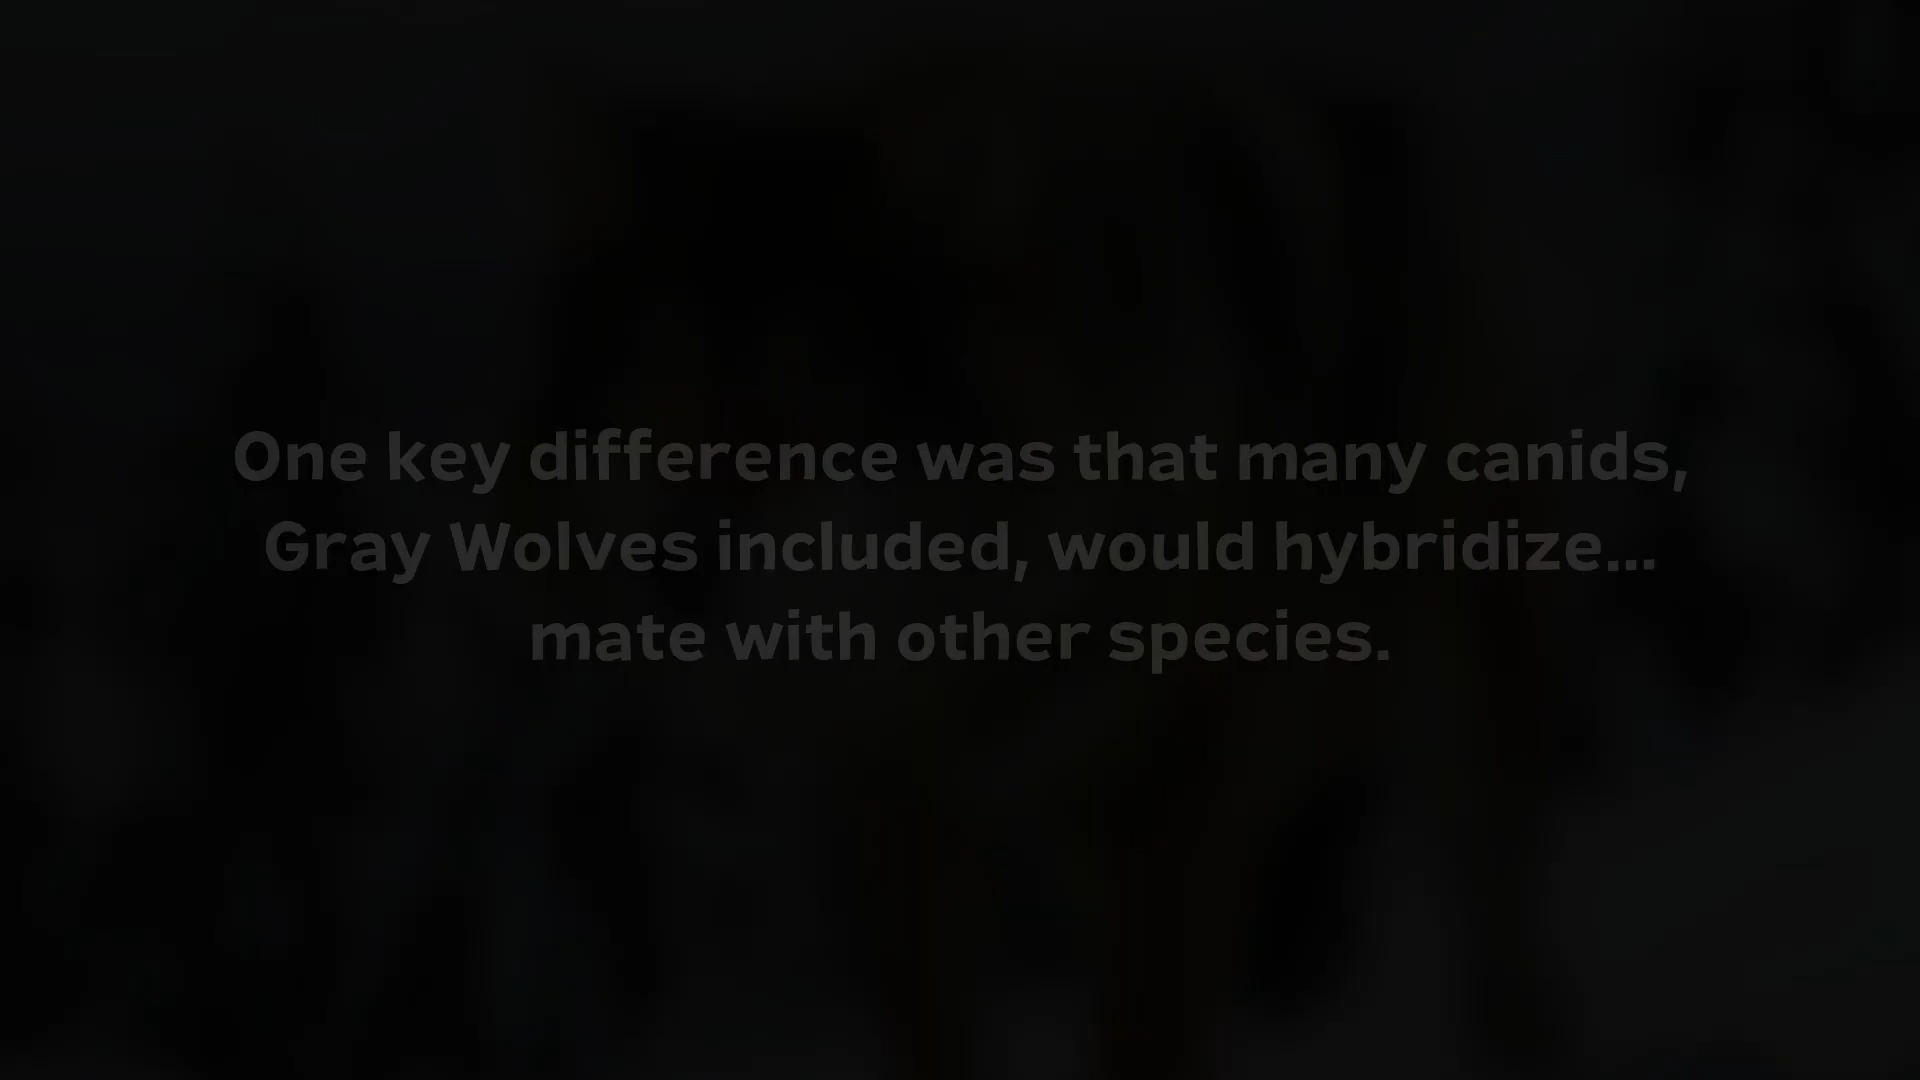 One key difference was that many canids,
Gray Wolves included, would hybridize...
mate with other species.